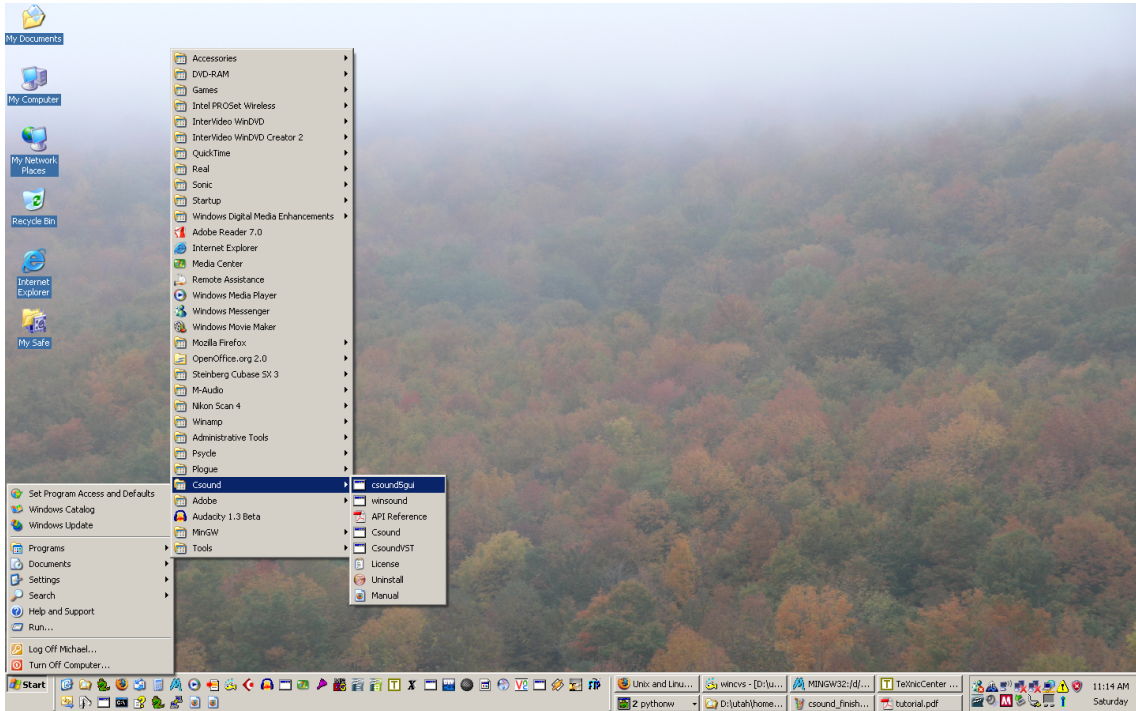 My Documents
My Computer
My Network
Places
Recycle Bin
Internet
Explorer
My Safe
Accessories
DVD-RAM
Games
Intel PROSet Wireless
InterVideo WinDVD
InterVideo WinDVD Creator 2
QuickTime
Real
Sonic
Startup
Windows Digital Media Enhancements
Adobe Reader 7.0
Internet Explorer
Media Center
Remote Assistance
Windows Media Player
Windows Messenger
Windows Movie Maker
Mozilla Firefox
OpenOffice.org 2.0
Steinberg Cubase SX 3
M-Audio
Nikon Scan 4
Winamp
Administrative Tools
Psycle
Plogue
Csound
Adobe
Audacity 1.3 Beta
MinGW
Tools
csound5gui
winsound
API Reference
Csound
CsoundVST
License
Uninstall
Manual
Set Program Access and Defaults
Windows Catalog
Windows Update
Programs
Documents
Settings
Search
Help and Support
Run...
Log Off Michael...
Turn Off Computer...
Start
Unix and Linu...
wincvs - [D:\u...
MINGW32:/d/...
TeXnicCenter ...
11:14 AM
2 pythonw
D:\utah\home...
csound_finish...
tutorial.pdf
Saturday